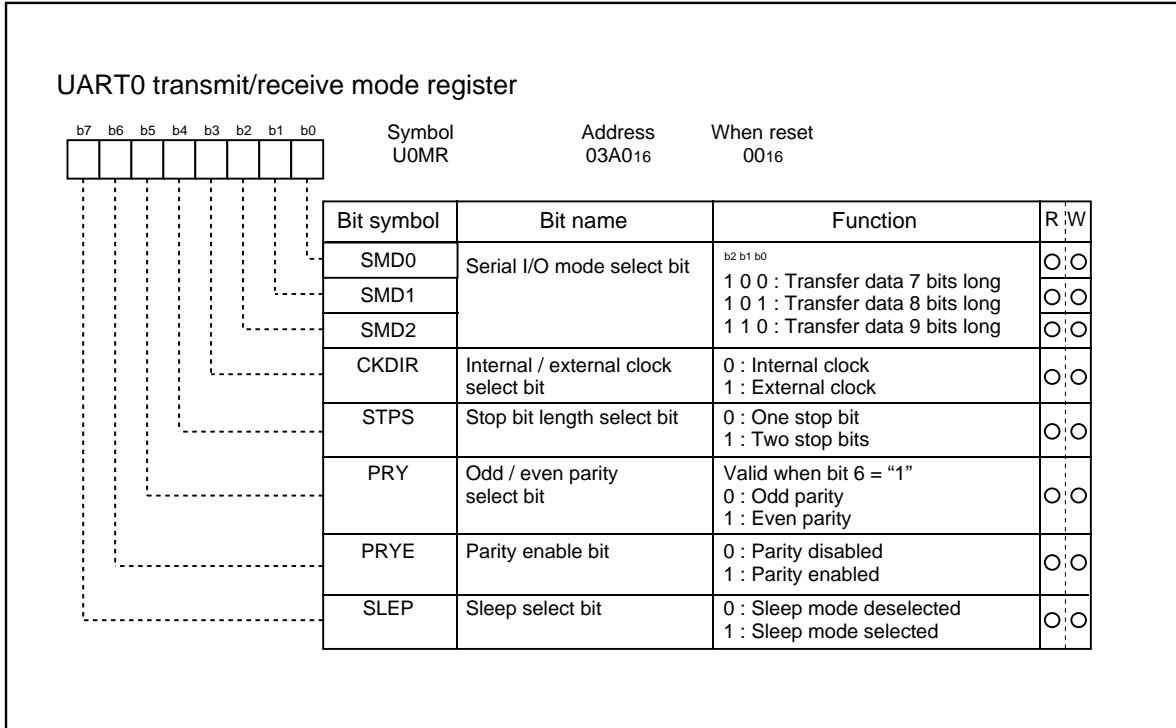 UART0 transmit/receive mode register
b7 b6 b5 b4 b3 b2 b1 b0
Symbol Address When reset
U0MR 03A016 0016
Bit symbol Bit name Function R W
SMD0 Serial I/O mode select bit b2 b1 b0
1 0 0 : Transfer data 7 bits long
SMD1 1 0 1 : Transfer data 8 bits long
SMD2 1 1 0 : Transfer data 9 bits long
CKDIR Internal / external clock 0 : Internal clock
select bit 1 : External clock
STPS Stop bit length select bit 0 : One stop bit
1 : Two stop bits
PRY Odd / even parity Valid when bit 6 = “1”
select bit 0 : Odd parity
1 : Even parity
PRYE Parity enable bit 0 : Parity disabled
1 : Parity enabled
SLEP Sleep select bit 0 : Sleep mode deselected
1 : Sleep mode selected